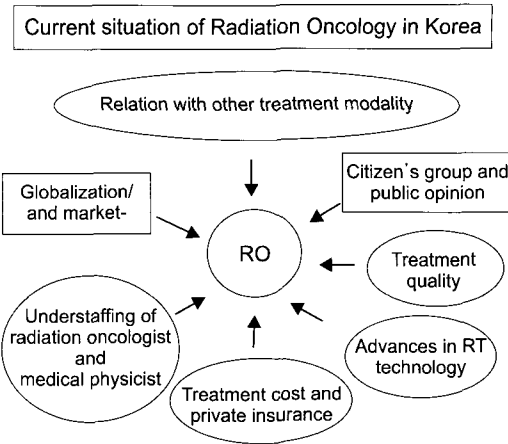 Current situation of Radiation Oncology in Korea
Relation with other treatment modality
Globalization/
and market-
Citizen's group and
public opinion
RO
Treatment
quality
Understaffing of
radiation oncologist
and
medical physicist
Advances in RT
technology
Treatment cost and
private insurance